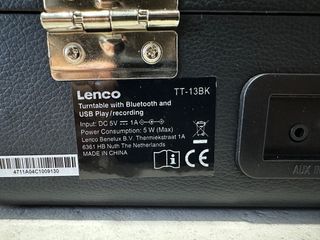 Lenco TT-13BK
Turntable with Bluetooth and
USB Play/recording
Input: DC 5V ⎓ 1A
Power Consumption: 5 W (Max)
Lenco Benelux B.V. Thermiekstraat 1A
6361 HB Nuth The Netherlands
MADE IN CHINA
4711A04C1009130
AUX IN